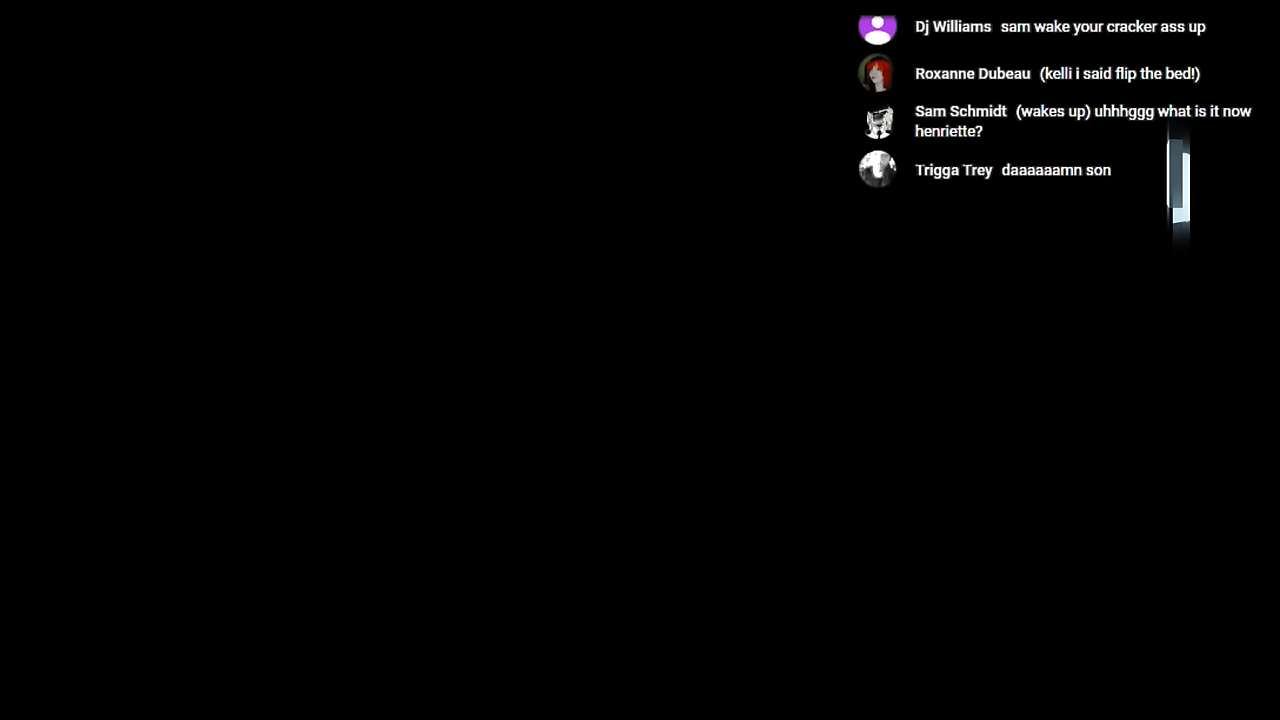 Dj Williams sam wake your cracker ass up
Roxanne Dubeau (kelli i said flip the bed!)
Sam Schmidt (wakes up) uhhhggg what is it now
henriette?
Trigga Trey daaaaaamn son